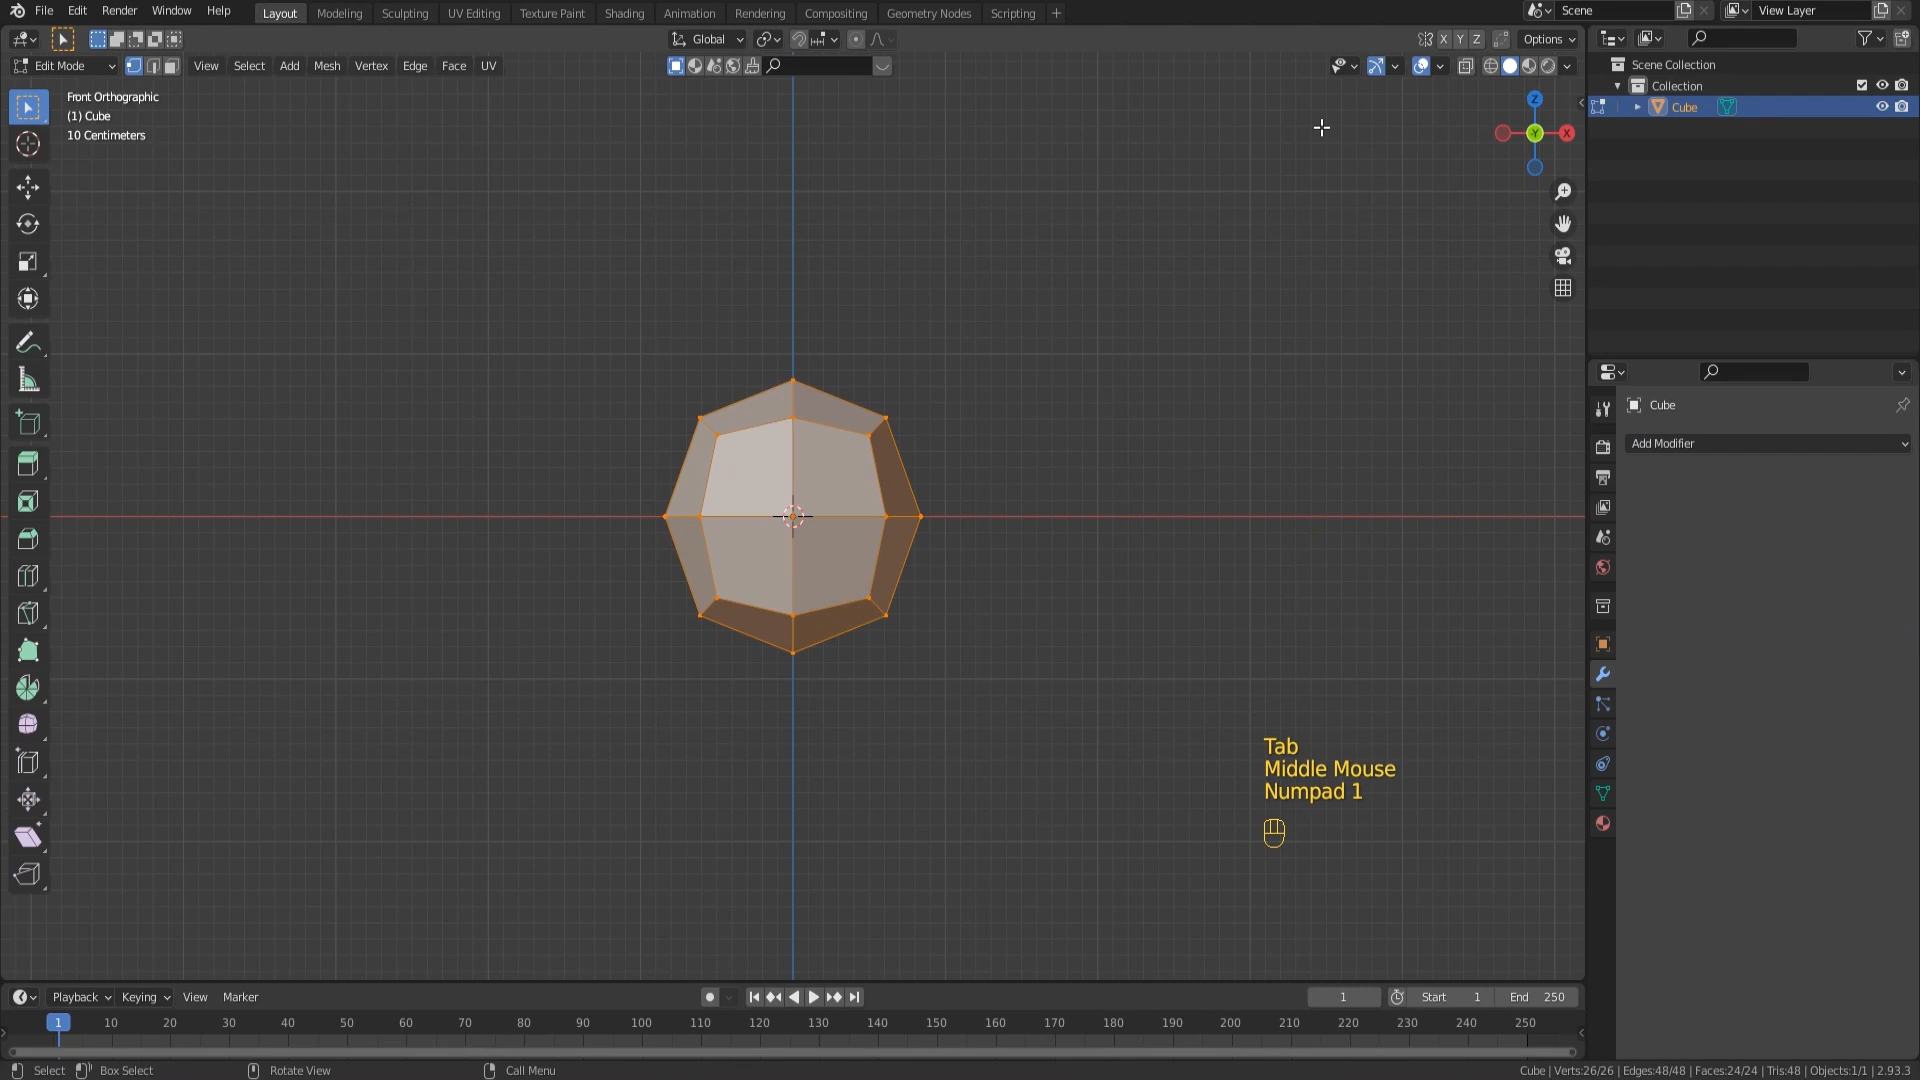 File Edit Render Window Help Layout Modeling Sculpting UV Editing Texture Paint Shading Animation Rendering Compositing Geometry Nodes Scripting + Scene View Layer
Global X Y Z Options
Edit Mode View Select Add Mesh Vertex Edge Face UV
Scene Collection
Collection
Cube
Front Orthographic
(1) Cube
10 Centimeters
Z
Y X
Cube
Add Modifier
Tab
Middle Mouse
Numpad 1
Playback Keying View Marker 1 Start 1 End 250
1 10 20 30 40 50 60 70 80 90 100 110 120 130 140 150 160 170 180 190 200 210 220 230 240 250
Select Box Select Rotate View Call Menu Cube | Verts:26/26 | Edges:48/48 | Faces:24/24 | Tris:48 | Objects:1/1 | 2.93.3